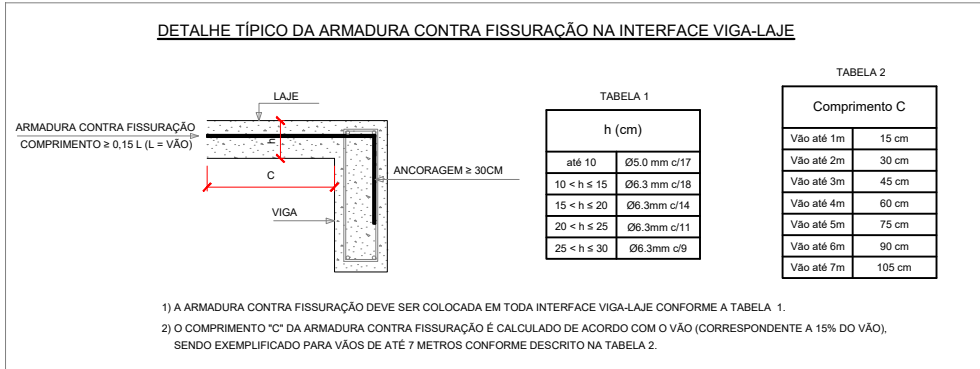 DETALHE TÍPICO DA ARMADURA CONTRA FISSURAÇÃO NA INTERFACE VIGA-LAJE
LAJE
ARMADURA CONTRA FISSURAÇÃO
COMPRIMENTO ≥ 0,15 L (L = VÃO)
h
C
ANCORAGEM ≥ 30CM
VIGA
TABELA 1
h (cm)
até 10 Ø5.0 mm c/17
10 < h ≤ 15 Ø6.3 mm c/18
15 < h ≤ 20 Ø6.3mm c/14
20 < h ≤ 25 Ø6.3mm c/11
25 < h ≤ 30 Ø6.3mm c/9
TABELA 2
Comprimento C
Vão até 1m 15 cm
Vão até 2m 30 cm
Vão até 3m 45 cm
Vão até 4m 60 cm
Vão até 5m 75 cm
Vão até 6m 90 cm
Vão até 7m 105 cm
1) A ARMADURA CONTRA FISSURAÇÃO DEVE SER COLOCADA EM TODA INTERFACE VIGA-LAJE CONFORME A TABELA 1.
2) O COMPRIMENTO "C" DA ARMADURA CONTRA FISSURAÇÃO É CALCULADO DE ACORDO COM O VÃO (CORRESPONDENTE A 15% DO VÃO),
SENDO EXEMPLIFICADO PARA VÃOS DE ATÉ 7 METROS CONFORME DESCRITO NA TABELA 2.